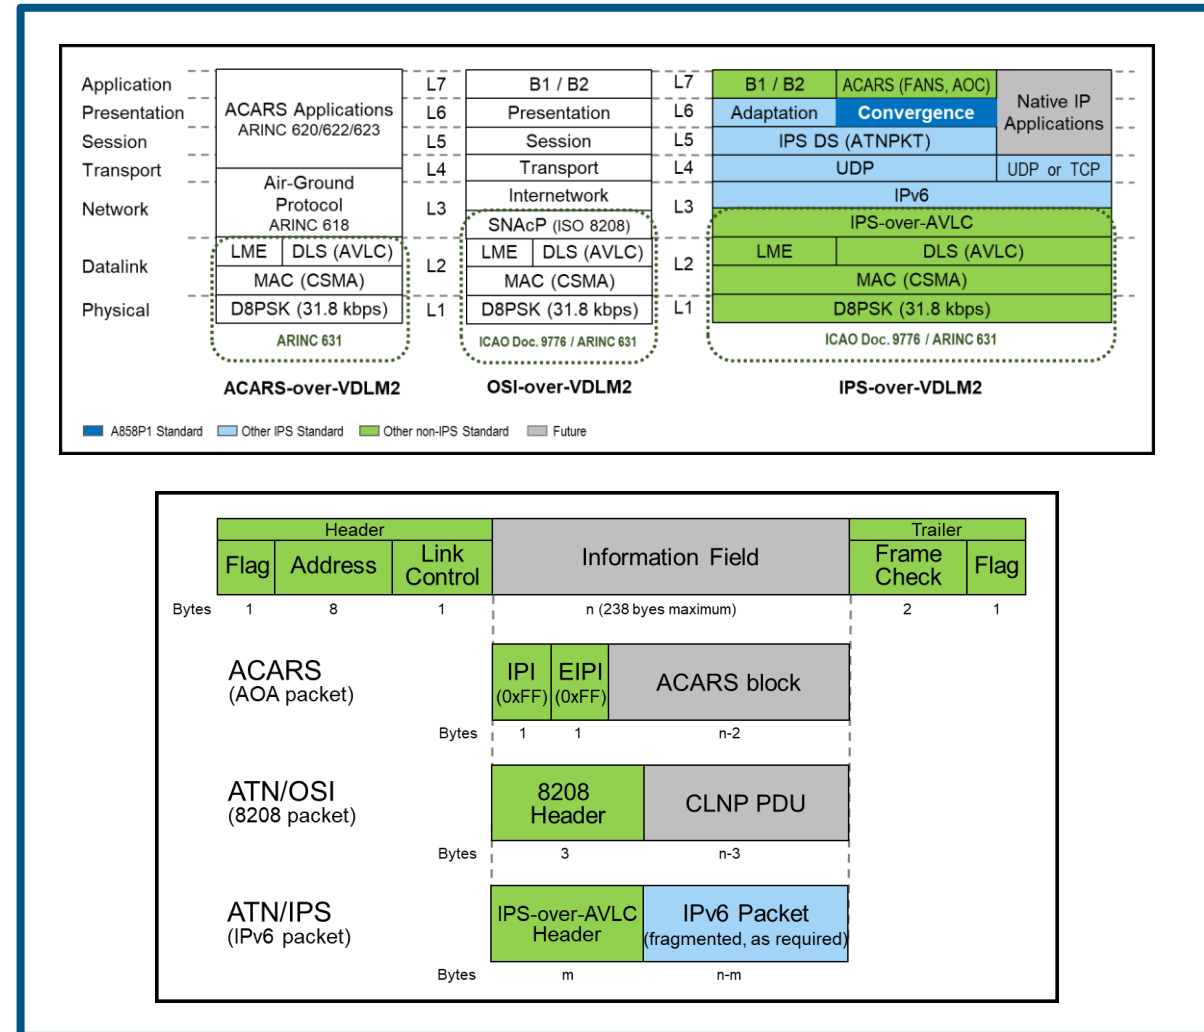 Application
Presentation
Session
Transport
Network
Datalink
Physical
ACARS Applications
ARINC 620/622/623
Air-Ground
Protocol
ARINC 618
LME DLS (AVLC)
MAC (CSMA)
D8PSK (31.8 kbps)
ARINC 631
ACARS-over-VDLM2
L7
L6
L5
L4
L3
L2
L1
B1 / B2
Presentation
Session
Transport
Internetwork
SNAcP (ISO 8208)
LME DLS (AVLC)
MAC (CSMA)
D8PSK (31.8 kbps)
ICAO Doc. 9776 / ARINC 631
OSI-over-VDLM2
L7
L6
L5
L4
L3
L2
L1
B1 / B2 ACARS (FANS, AOC)
Native IP
Applications
Adaptation Convergence
IPS DS (ATNPKT)
UDP UDP or TCP
IPv6
IPS-over-AVLC
LME DLS (AVLC)
MAC (CSMA)
D8PSK (31.8 kbps)
ICAO Doc. 9776 / ARINC 631
IPS-over-VDLM2
A858P1 Standard Other IPS Standard Other non-IPS Standard Future
Header Trailer
Flag Address Link
Control
Information Field
Frame
Check
Flag
Bytes 1 8 1 n (238 byes maximum) 2 1
ACARS
(AOA packet)
IPI
(0xFF)
EIPI
(0xFF)
ACARS block
Bytes 1 1 n-2
ATN/OSI
(8208 packet)
8208
Header
CLNP PDU
Bytes 3 n-3
ATN/IPS
(IPv6 packet)
IPS-over-AVLC
Header
IPv6 Packet
(fragmented, as required)
Bytes m n-m